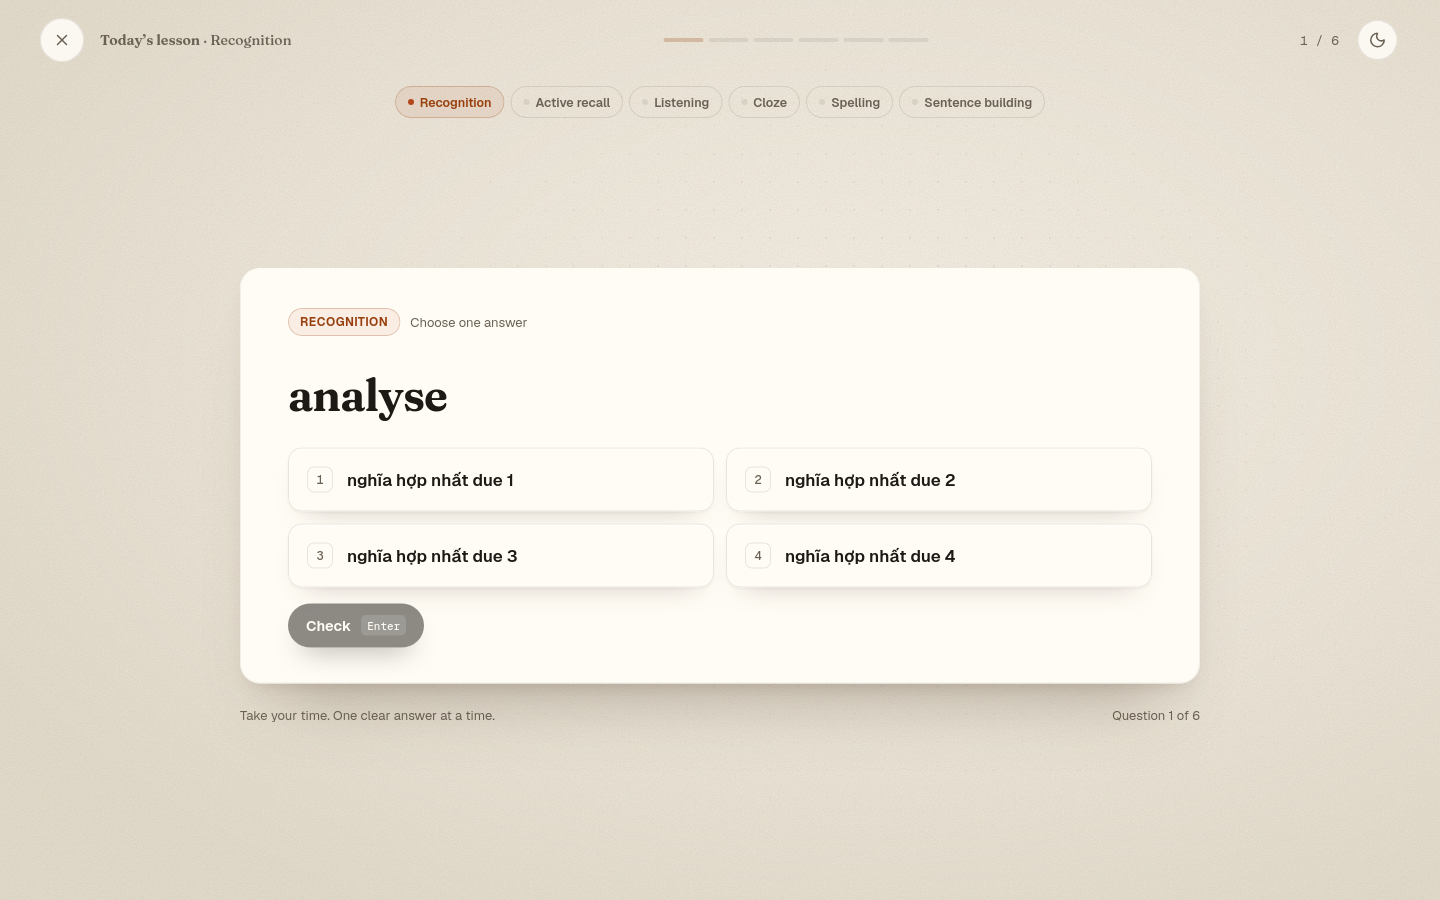 Today's lesson · Recognition
1 / 6
Recognition
Active recall
Listening
Cloze
Spelling
Sentence building
RECOGNITION
Choose one answer
analyse
1 nghĩa hợp nhất due 1
2 nghĩa hợp nhất due 2
3 nghĩa hợp nhất due 3
4 nghĩa hợp nhất due 4
Check Enter
Take your time. One clear answer at a time.
Question 1 of 6